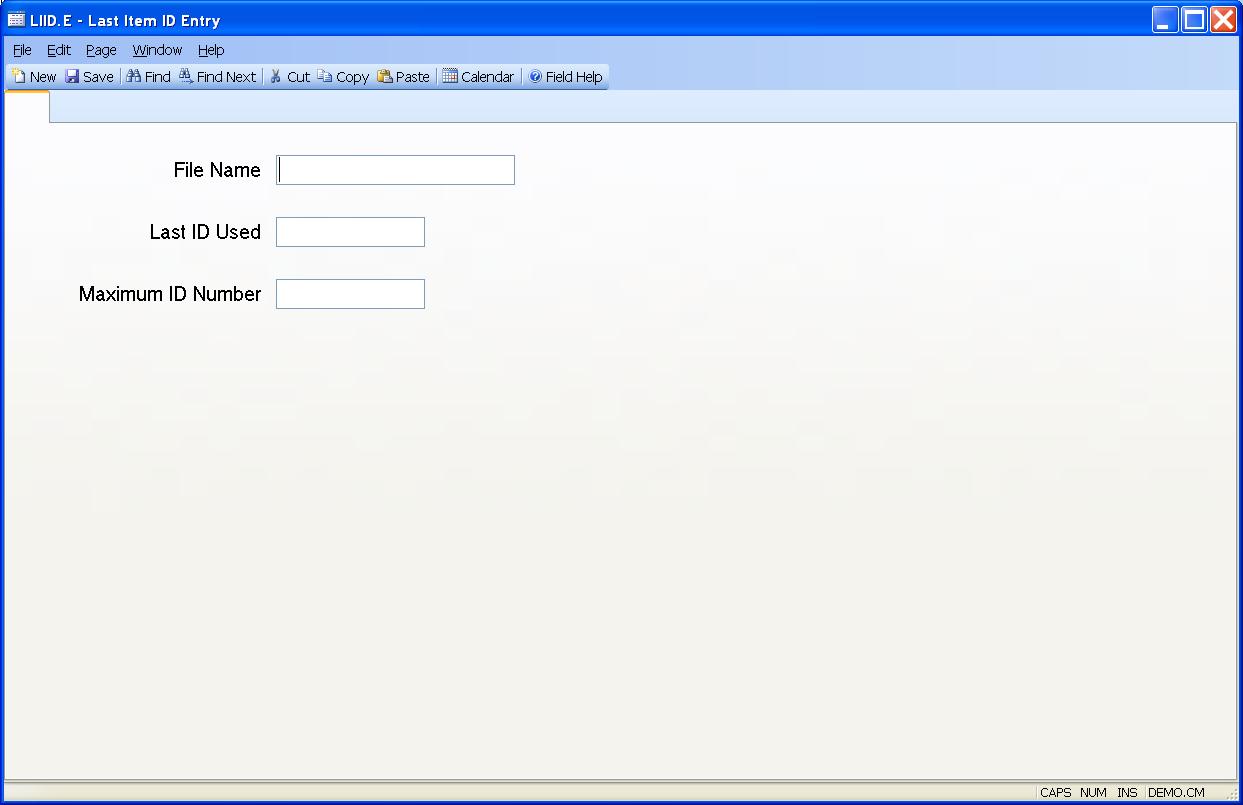 LIID.E - Last Item ID Entry
File Edit Page Window Help
New Save Find Find Next Cut Copy Paste Calendar Field Help
File Name
Last ID Used
Maximum ID Number
CAPS NUM INS DEMO.CM